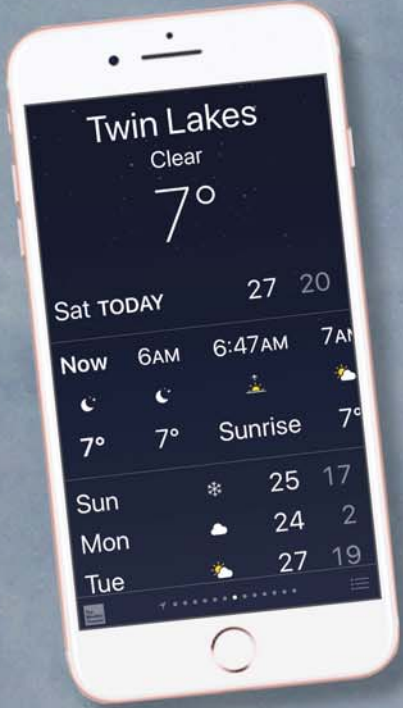 Twin Lakes
Clear
7°
Sat TODAY 27 20
Now 6AM 6:47AM 7AM
7° 7° Sunrise 7°
Sun 25 17
Mon 24 2
Tue 27 19